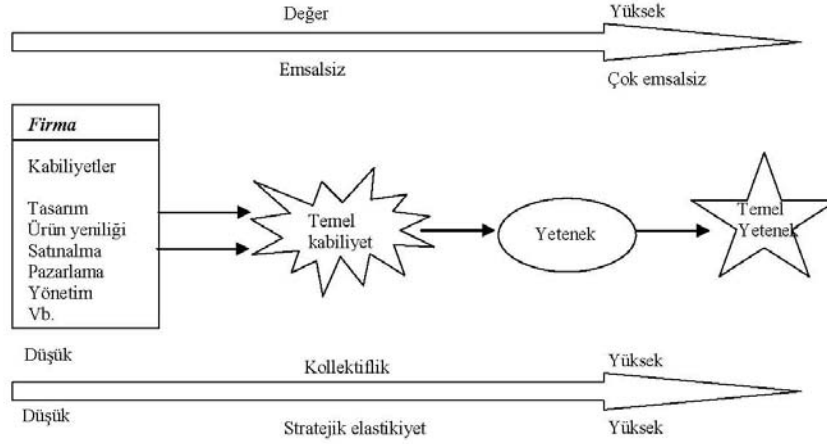 Değer
Yüksek
Emsalsiz
Çok emsalsiz
Firma
Kabiliyetler
Tasarım
Ürün yeniliği
Satınalma
Pazarlama
Yönetim
Vb.
Temel
kabiliyet
Yetenek
Temel
Yetenek
Düşük
Kollektiflik
Yüksek
Düşük
Stratejik elastikiyet
Yüksek